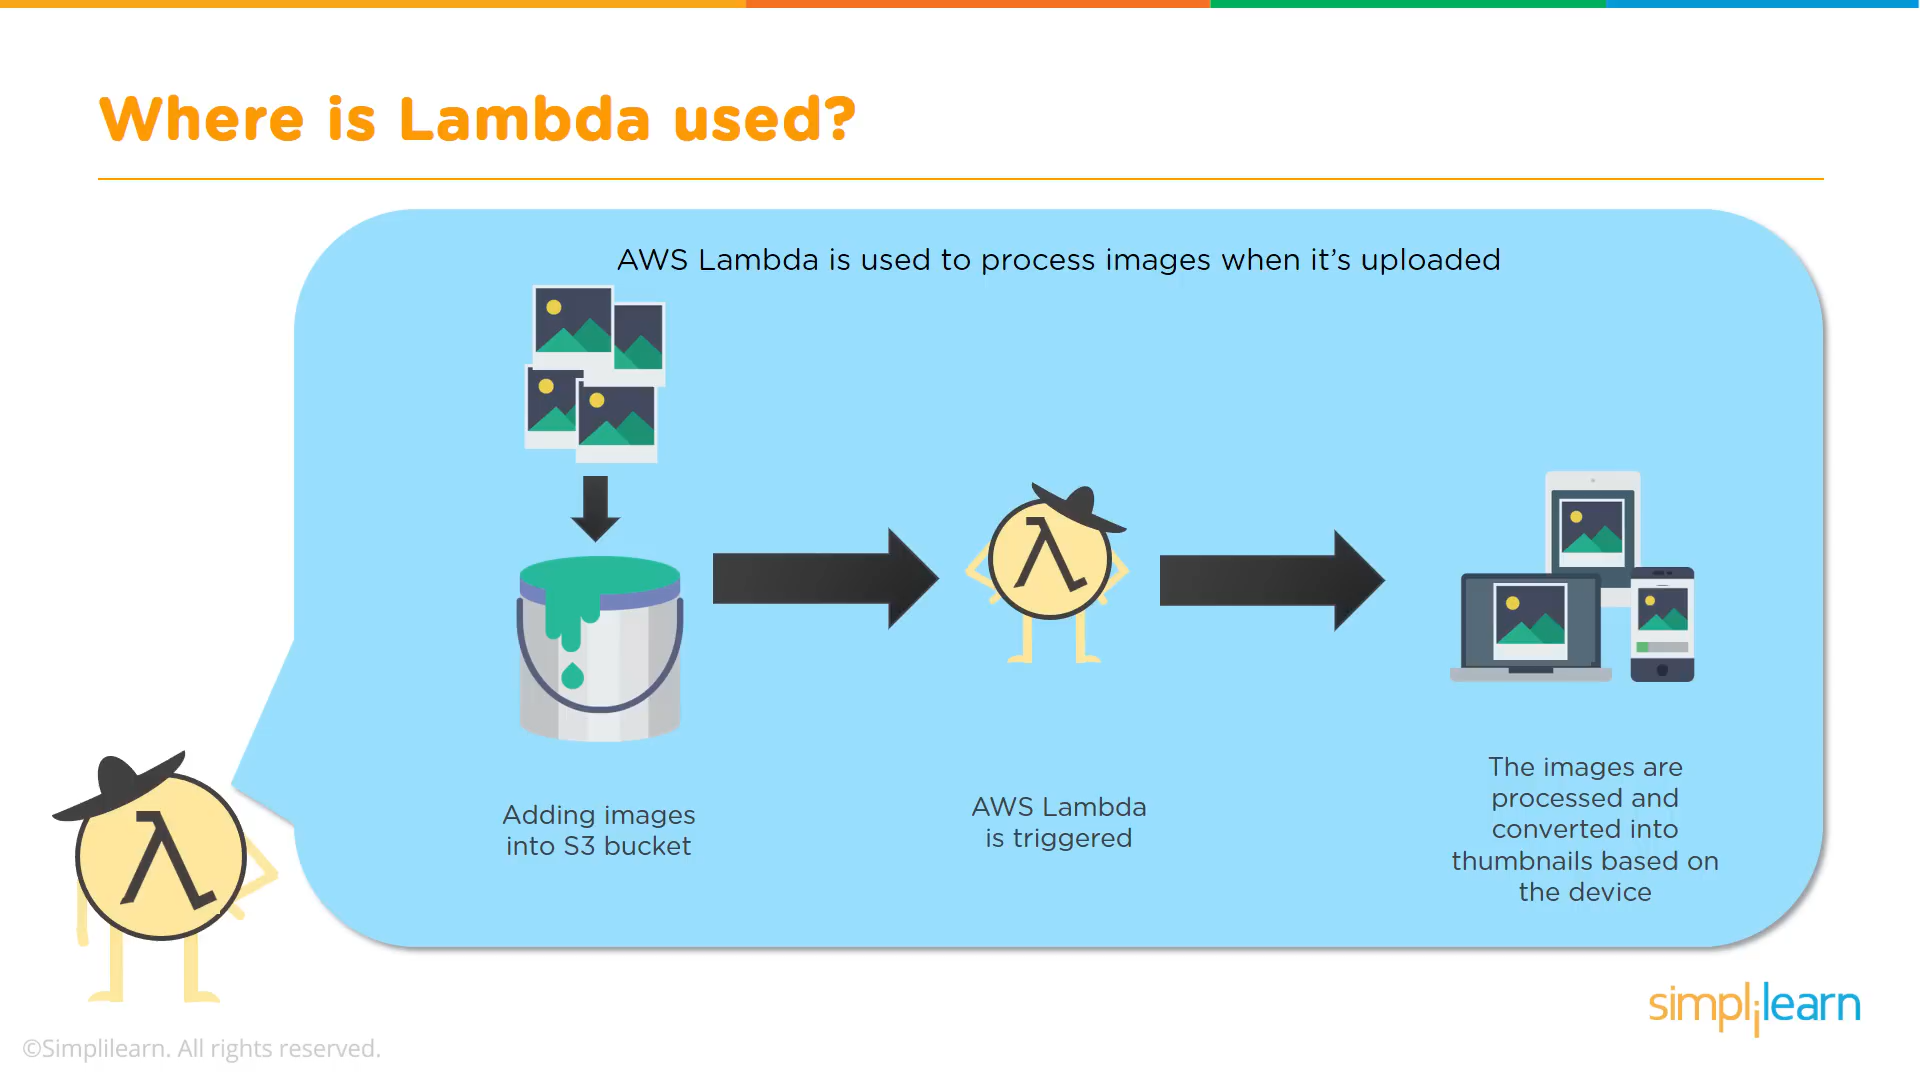 Where is Lambda used?
AWS Lambda is used to process images when it's uploaded
Adding images
into S3 bucket
AWS Lambda
is triggered
The images are
processed and
converted into
thumbnails based on
the device
simplilearn
©Simplilearn. All rights reserved.